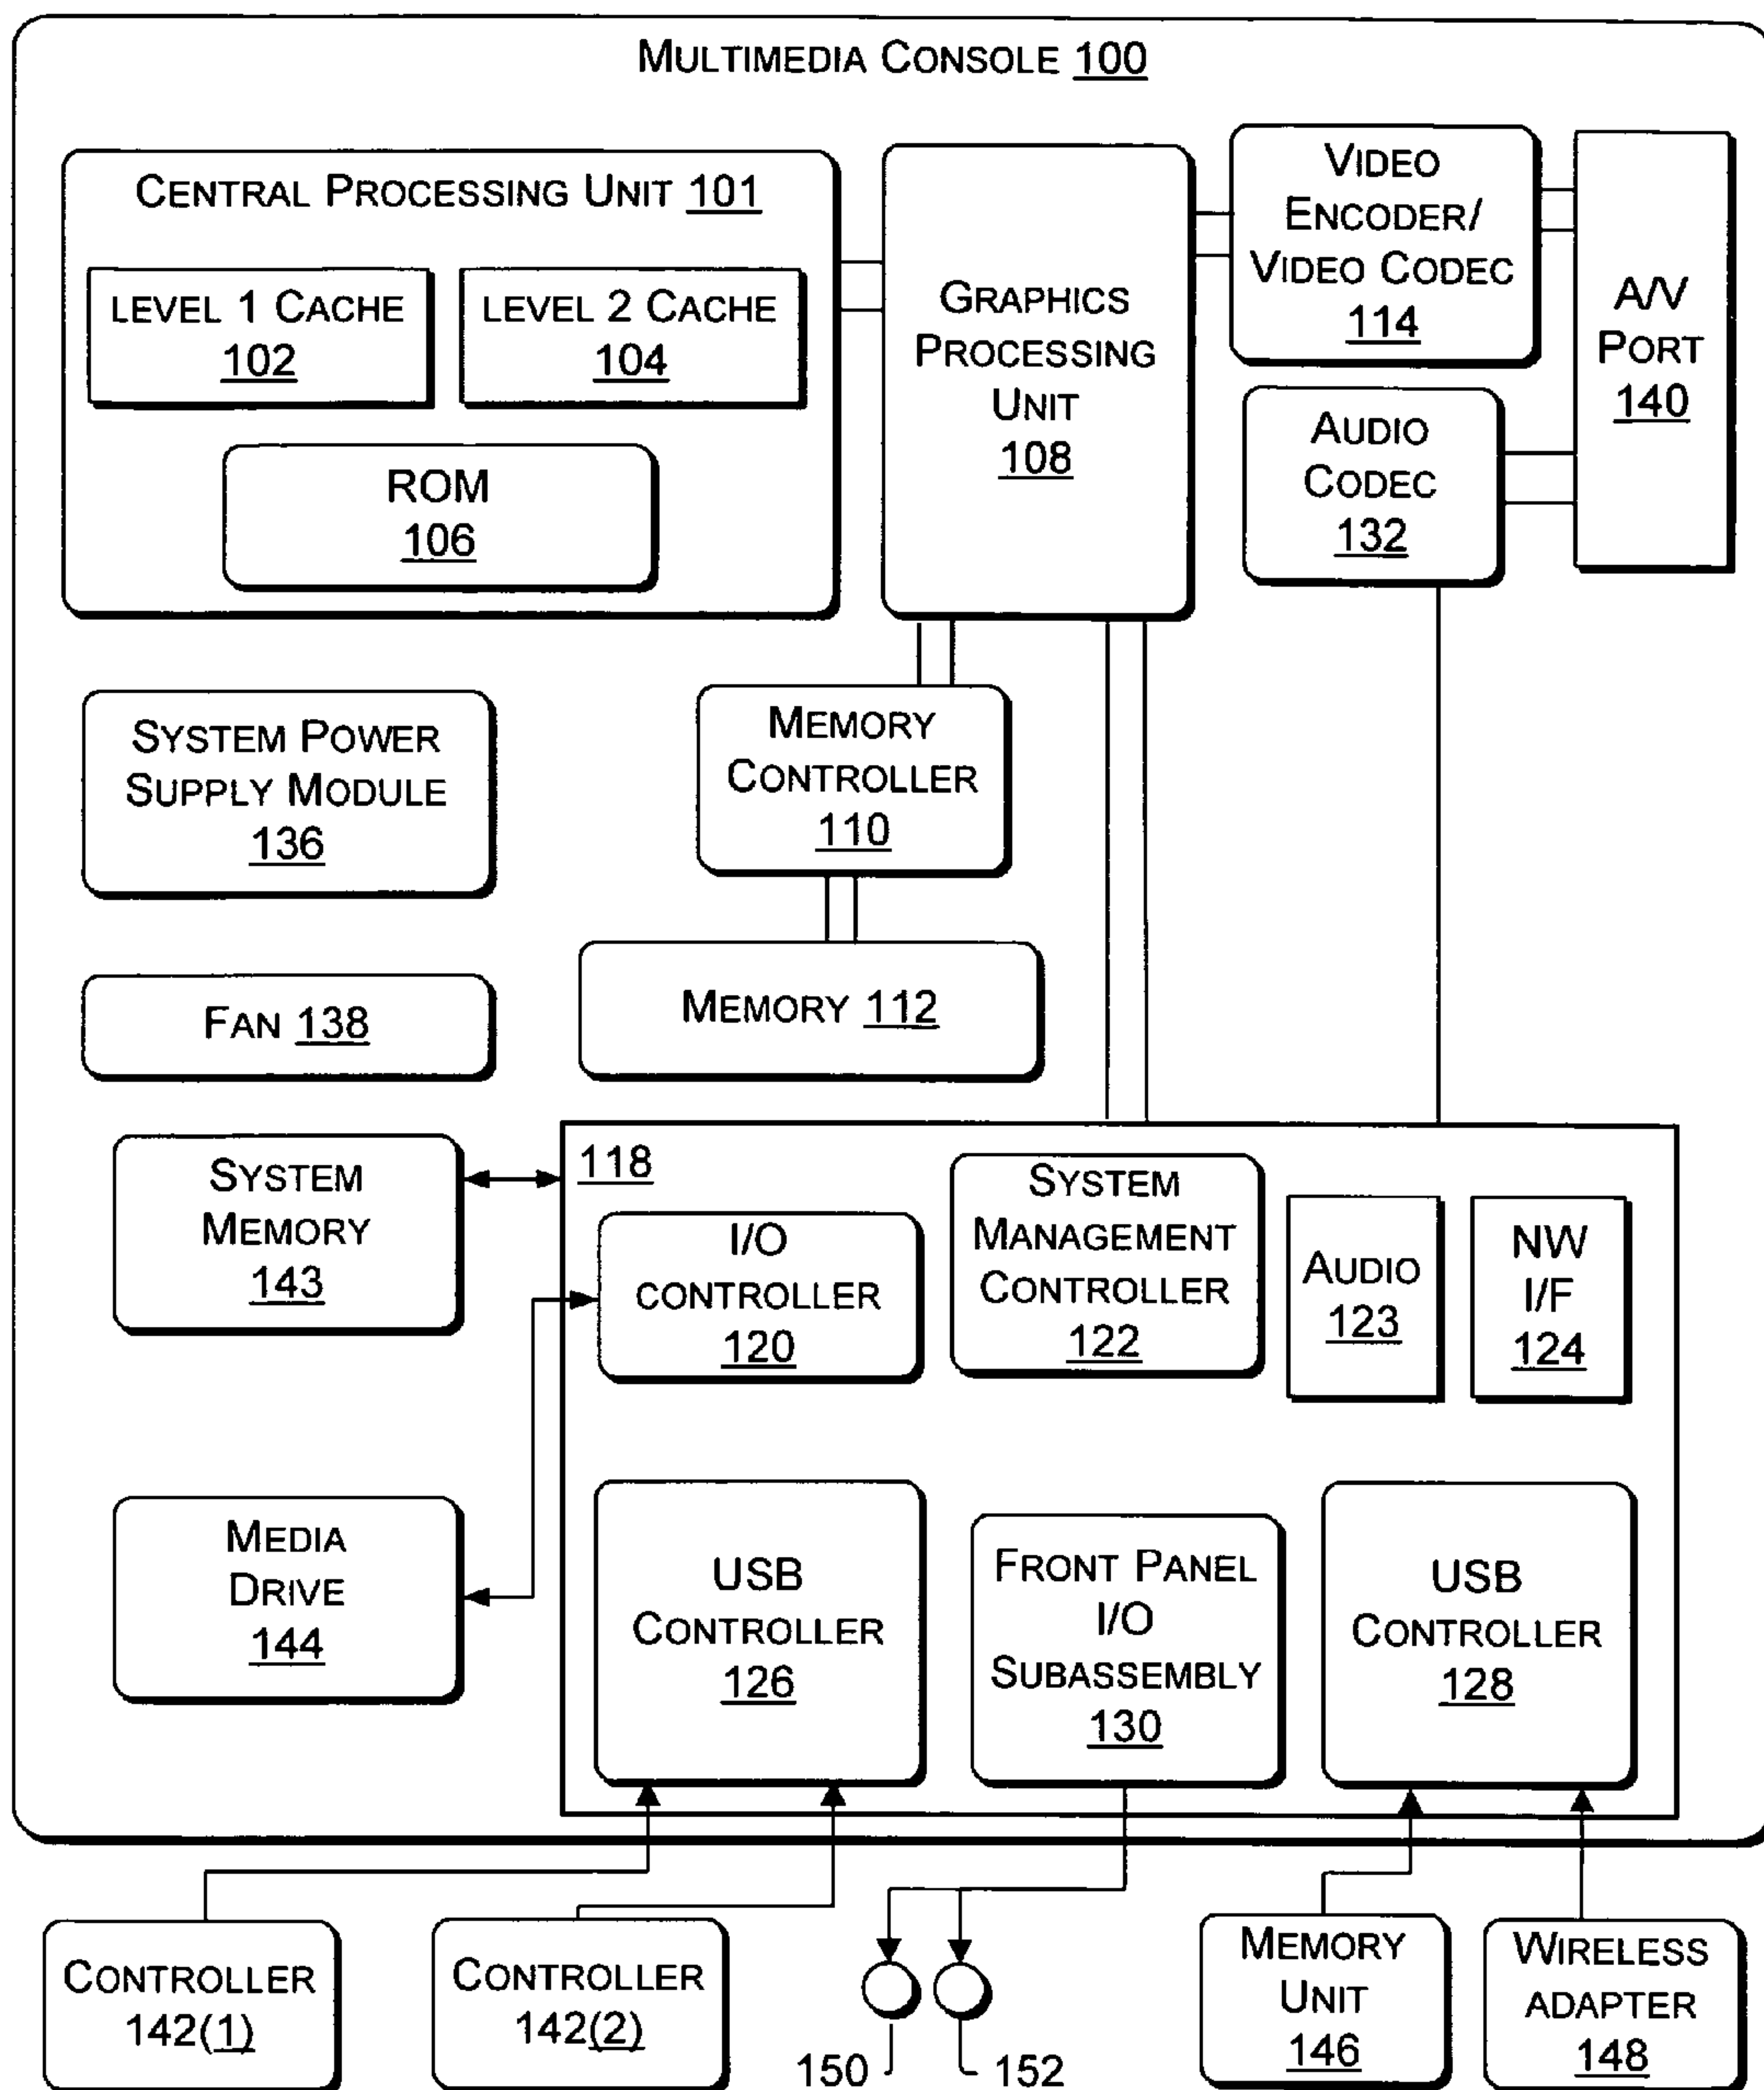 MULTIMEDIA CONSOLE 100
CENTRAL PROCESSING UNIT 101
LEVEL 1 CACHE
102
LEVEL 2 CACHE
104
ROM
106
GRAPHICS
PROCESSING
UNIT
108
VIDEO
ENCODER/
VIDEO CODEC
114
AUDIO
CODEC
132
A/V
PORT
140
SYSTEM POWER
SUPPLY MODULE
136
MEMORY
CONTROLLER
110
FAN 138
MEMORY 112
SYSTEM
MEMORY
143
118
I/O
CONTROLLER
120
SYSTEM
MANAGEMENT
CONTROLLER
122
AUDIO
123
NW
I/F
124
MEDIA
DRIVE
144
USB
CONTROLLER
126
FRONT PANEL
I/O
SUBASSEMBLY
130
USB
CONTROLLER
128
CONTROLLER
142(1)
CONTROLLER
142(2)
150
152
MEMORY
UNIT
146
WIRELESS
ADAPTER
148